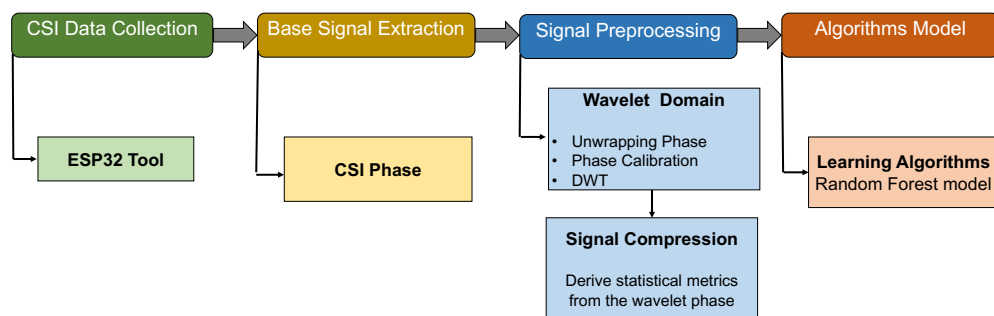 CSI Data Collection
Base Signal Extraction
Signal Preprocessing
Algorithms Model
ESP32 Tool
CSI Phase
Wavelet Domain
• Unwrapping Phase
• Phase Calibration
• DWT
Signal Compression
Derive statistical metrics
from the wavelet phase
Learning Algorithms
Random Forest model